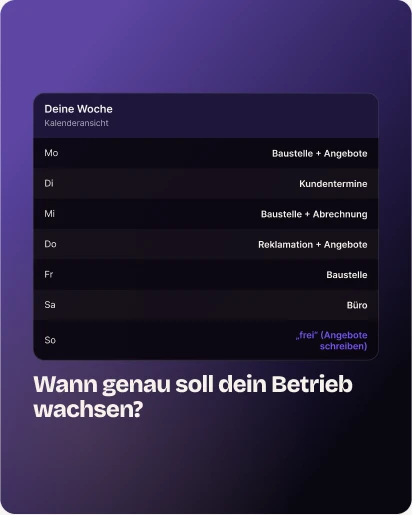 Deine Woche
Kalenderansicht
Mo Baustelle + Angebote
Di Kundentermine
Mi Baustelle + Abrechnung
Do Reklamation + Angebote
Fr Baustelle
Sa Büro
So „frei“ (Angebote
schreiben)
Wann genau soll dein Betrieb
wachsen?